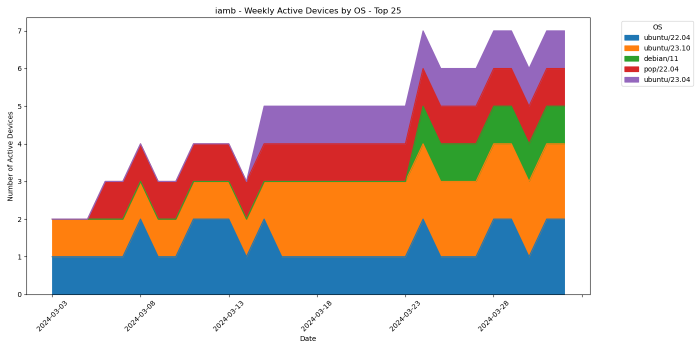 iamb - Weekly Active Devices by OS - Top 25
Number of Active Devices
7
6
5
4
3
2
1
0
2024-03-03
2024-03-08
2024-03-13
2024-03-18
2024-03-23
2024-03-28
Date
OS
ubuntu/22.04
ubuntu/23.10
debian/11
pop/22.04
ubuntu/23.04